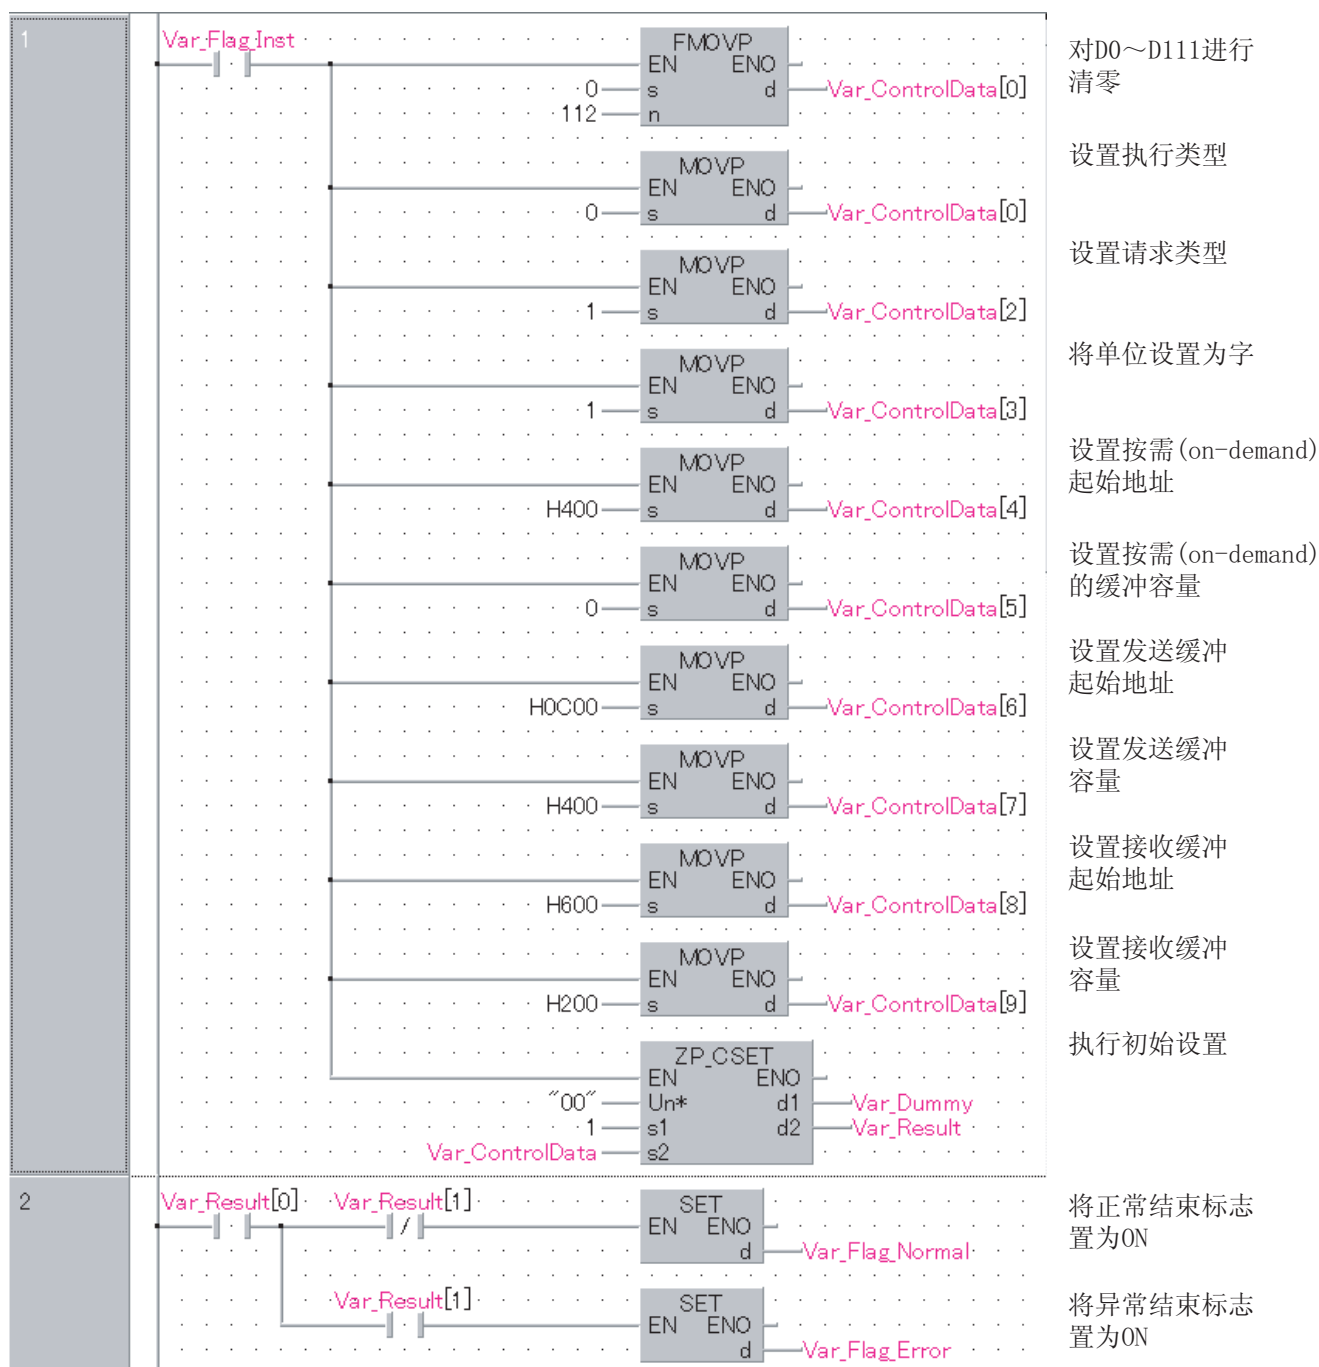 1
Var_Flag_Inst
FMOVP
EN ENO
0 s d Var_ControlData[0]
112 n
对D0～D111进行
清零
MOVP
EN ENO
0 s d Var_ControlData[0]
设置执行类型
MOVP
EN ENO
1 s d Var_ControlData[2]
设置请求类型
MOVP
EN ENO
1 s d Var_ControlData[3]
将单位设置为字
MOVP
EN ENO
H400 s d Var_ControlData[4]
设置按需(on-demand)
起始地址
MOVP
EN ENO
0 s d Var_ControlData[5]
设置按需(on-demand)
的缓冲容量
MOVP
EN ENO
H0C00 s d Var_ControlData[6]
设置发送缓冲
起始地址
MOVP
EN ENO
H400 s d Var_ControlData[7]
设置发送缓冲
容量
MOVP
EN ENO
H600 s d Var_ControlData[8]
设置接收缓冲
起始地址
MOVP
EN ENO
H200 s d Var_ControlData[9]
设置接收缓冲
容量
ZP_CSET
EN ENO
"00" Un* d1 Var_Dummy
1 s1 d2 Var_Result
Var_ControlData s2
执行初始设置
2
Var_Result[0] Var_Result[1]
SET
EN ENO
d Var_Flag_Normal
将正常结束标志
置为ON
Var_Result[1]
SET
EN ENO
d Var_Flag_Error
将异常结束标志
置为ON